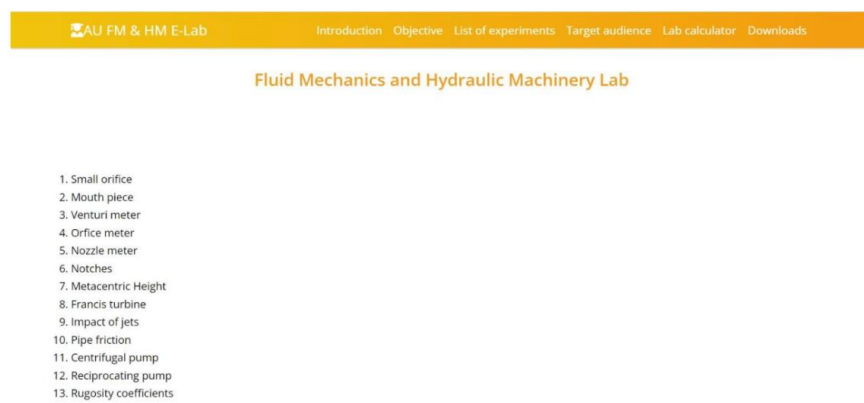 AU FM & HM E-Lab Introduction Objective List of experiments Target audience Lab calculator Downloads
Fluid Mechanics and Hydraulic Machinery Lab
1. Small orifice
2. Mouth piece
3. Venturi meter
4. Orfice meter
5. Nozzle meter
6. Notches
7. Metacentric Height
8. Francis turbine
9. Impact of jets
10. Pipe friction
11. Centrifugal pump
12. Reciprocating pump
13. Rugosity coefficients